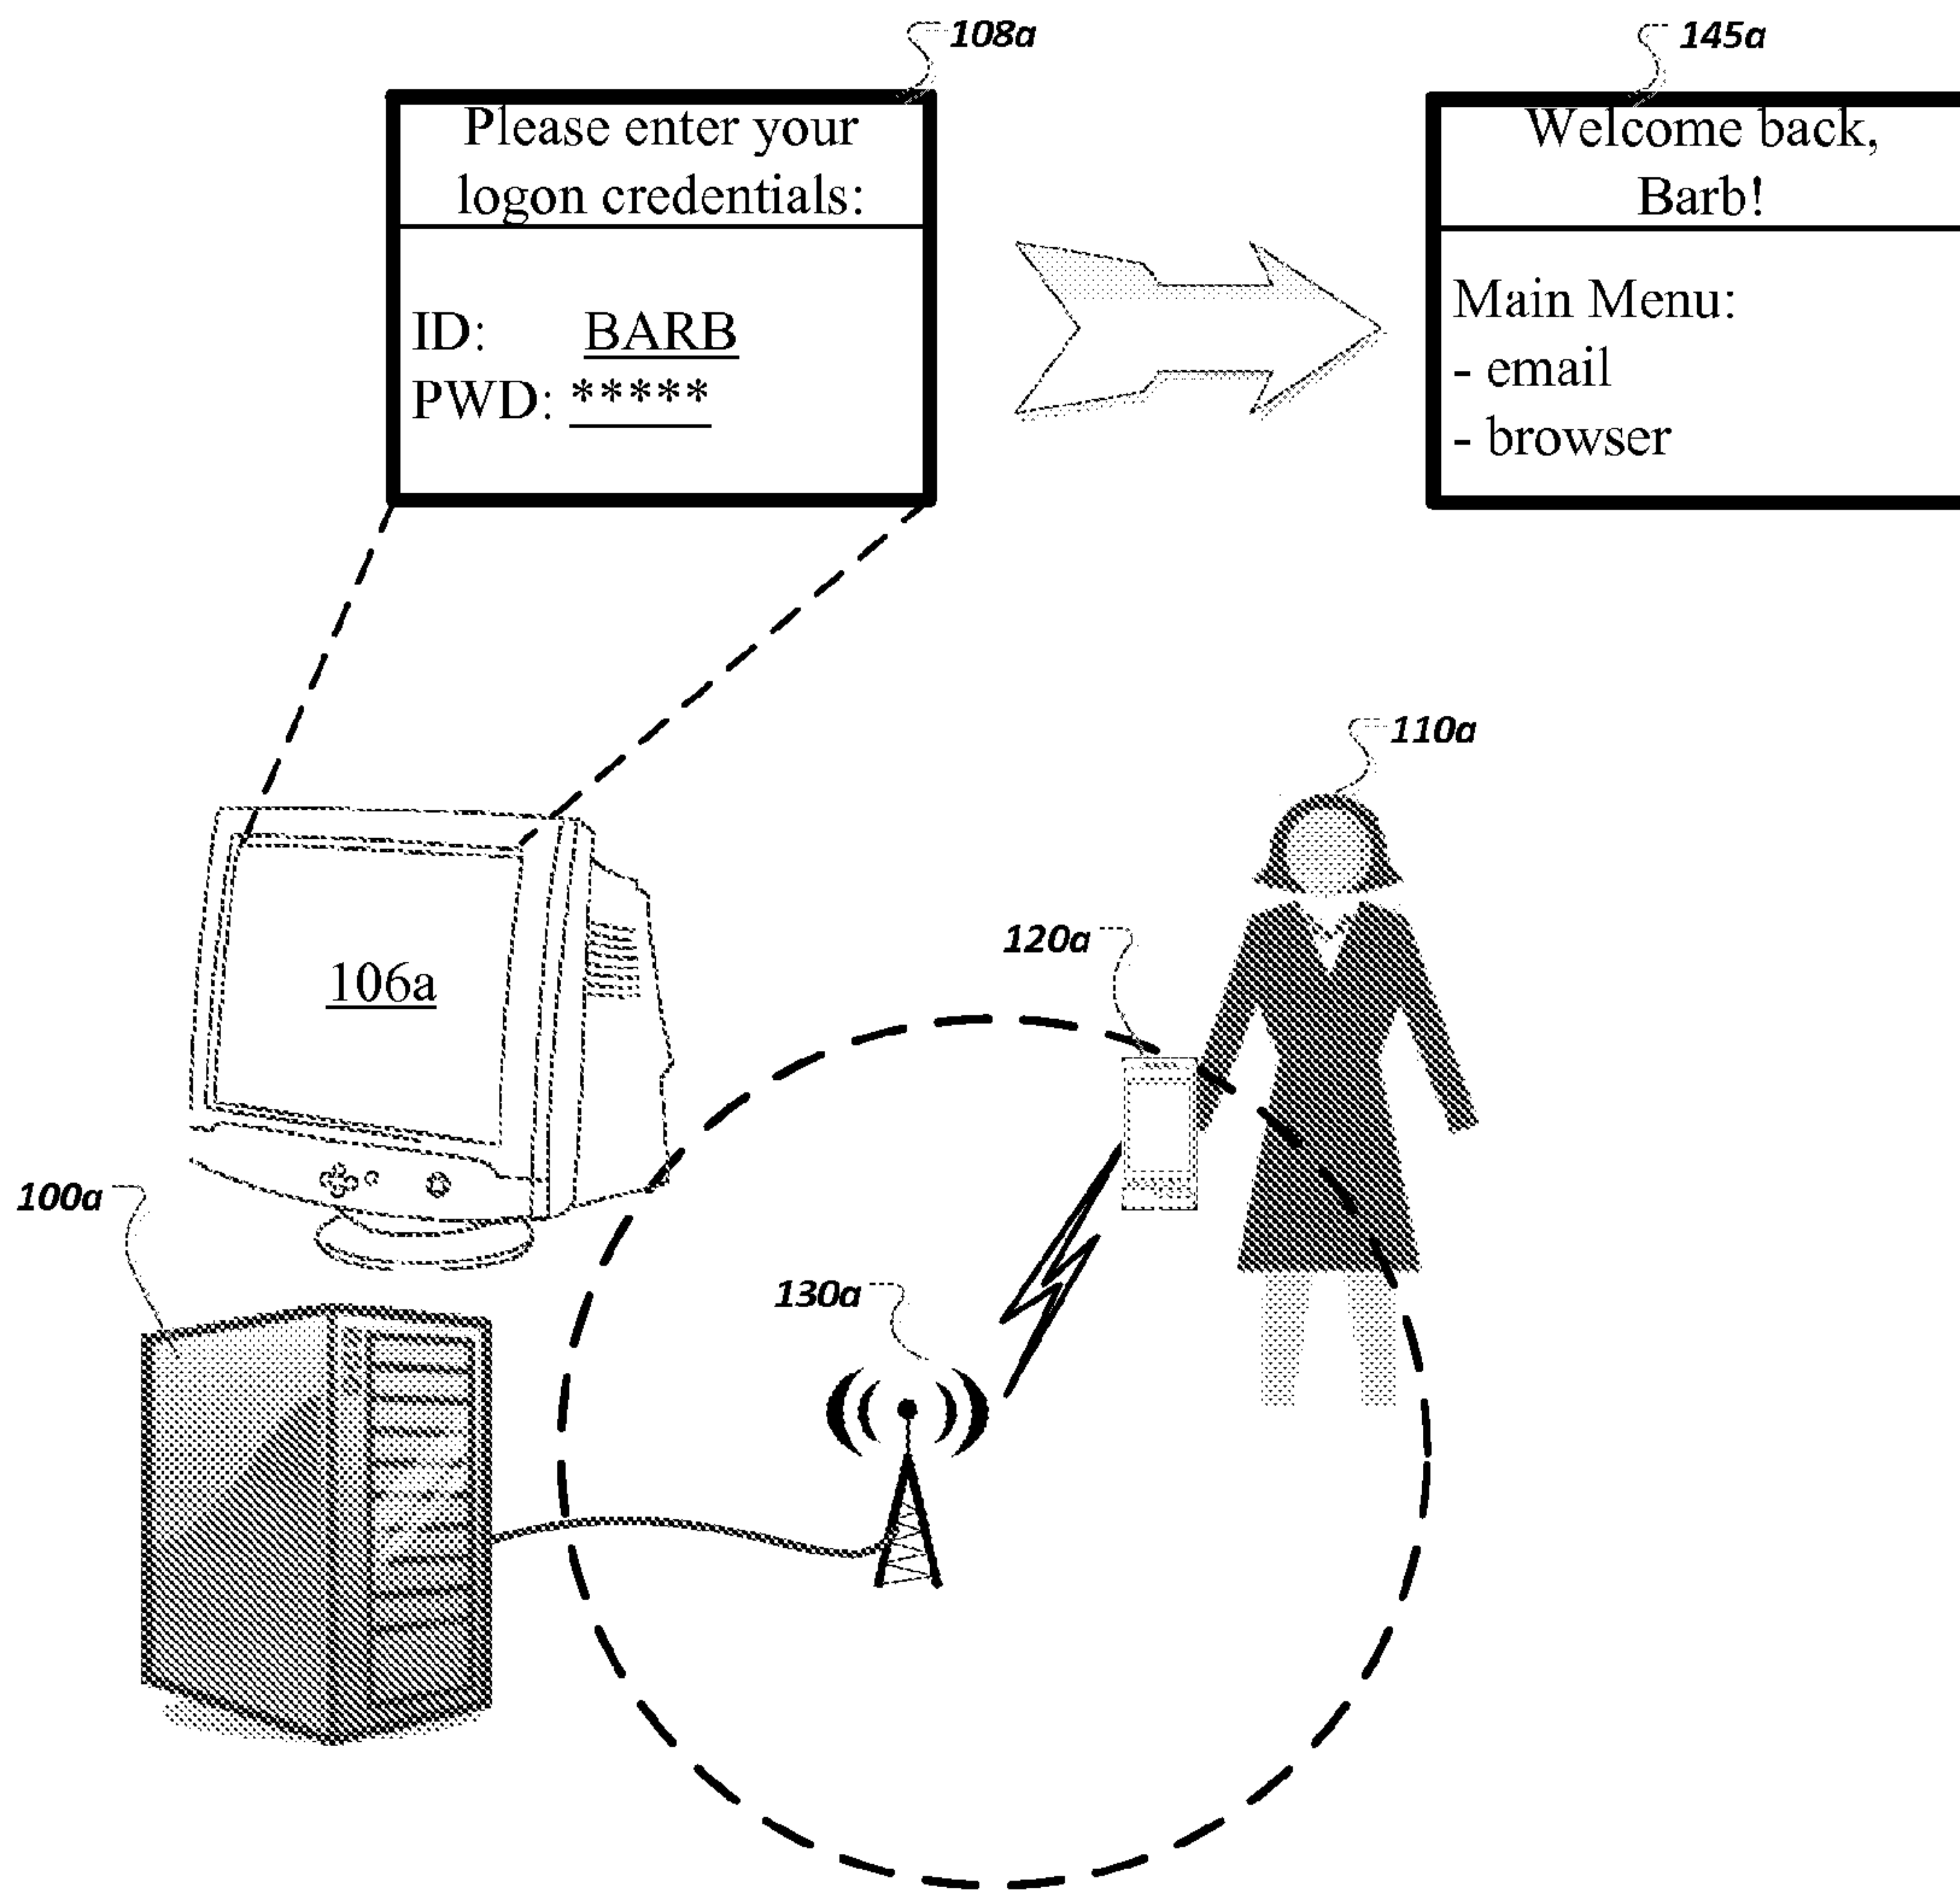 108a
145a
Please enter your
logon credentials:
ID: BARB
PWD: *****
Welcome back,
Barb!
Main Menu:
- email
- browser
110a
120a
106a
100a
130a